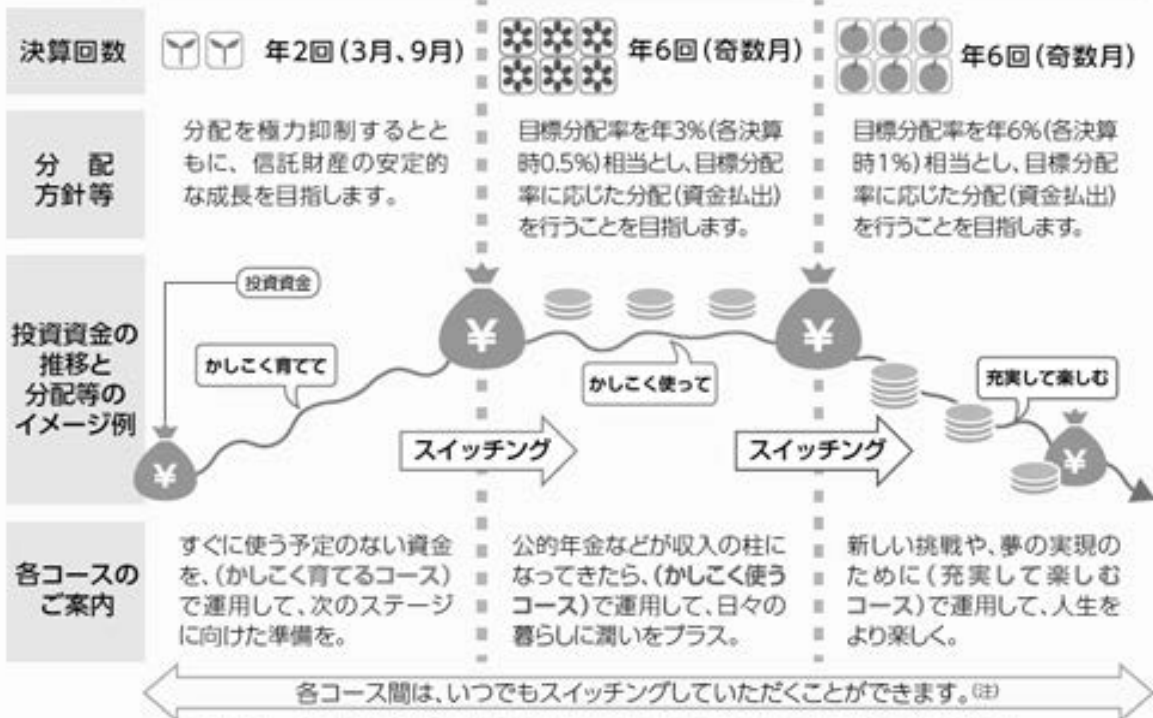 決算回数
年2回(3月、9月)
年6回(奇数月)
年6回(奇数月)
分　配
方針等
分配を極力抑制するとと
もに、信託財産の安定的
な成長を目指します。
目標分配率を年3%(各決算
時0.5%)相当とし、目標分配
率に応じた分配(資金払出)
を行うことを目指します。
目標分配率を年6%(各決算
時1%)相当とし、目標分配
率に応じた分配(資金払出)
を行うことを目指します。
投資資金の
推移と
分配等の
イメージ例
投資資金
かしこく育てて
かしこく使って
充実して楽しむ
¥
¥
¥
¥
スイッチング
スイッチング
各コースの
ご案内
すぐに使う予定のない資金
を、(かしこく育てるコース)
で運用して、次のステージ
に向けた準備を。
公的年金などが収入の柱に
なってきたら、(かしこく使う
コース)で運用して、日々の
暮らしに潤いをプラス。
新しい挑戦や、夢の実現の
ために(充実して楽しむ
コース)で運用して、人生を
より楽しく。
各コース間は、いつでもスイッチングしていただくことができます。(注)